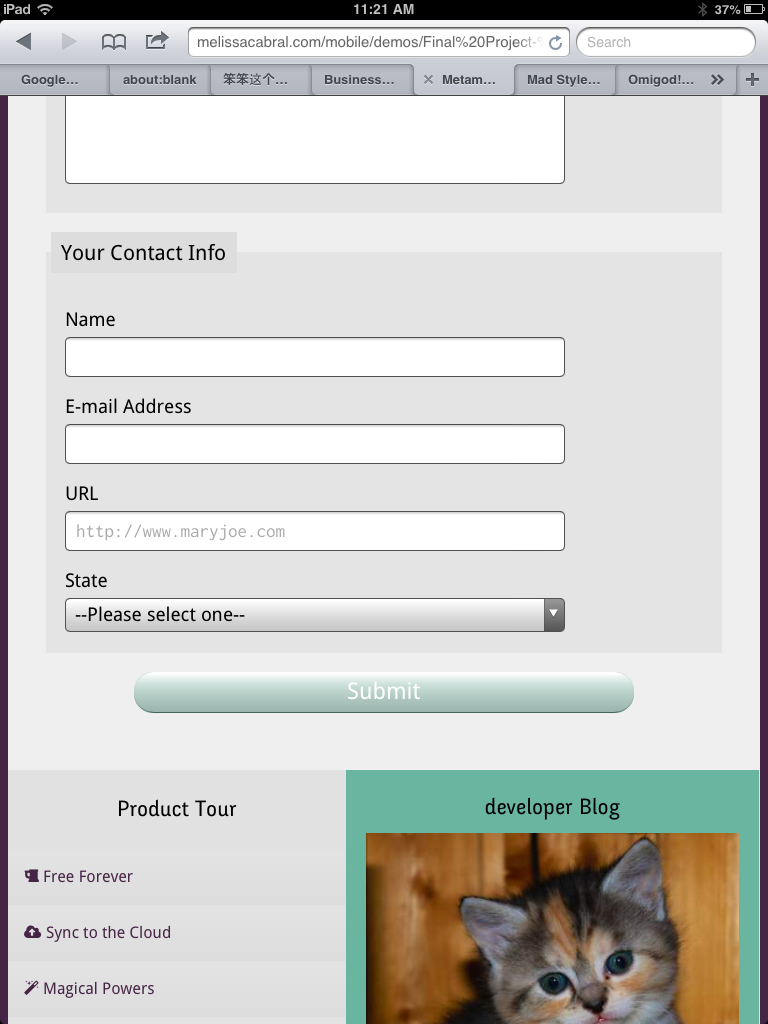 iPad 11:21 AM 37%
melissacabral.com/mobile/demos/Final%20Project- Search
Google… about:blank 笨笨这个… Business… Metam… Mad Style… Omigod!…
Your Contact Info
Name
E-mail Address
URL
http://www.maryjoe.com
State
--Please select one--
Submit
Product Tour
developer Blog
Free Forever
Sync to the Cloud
Magical Powers